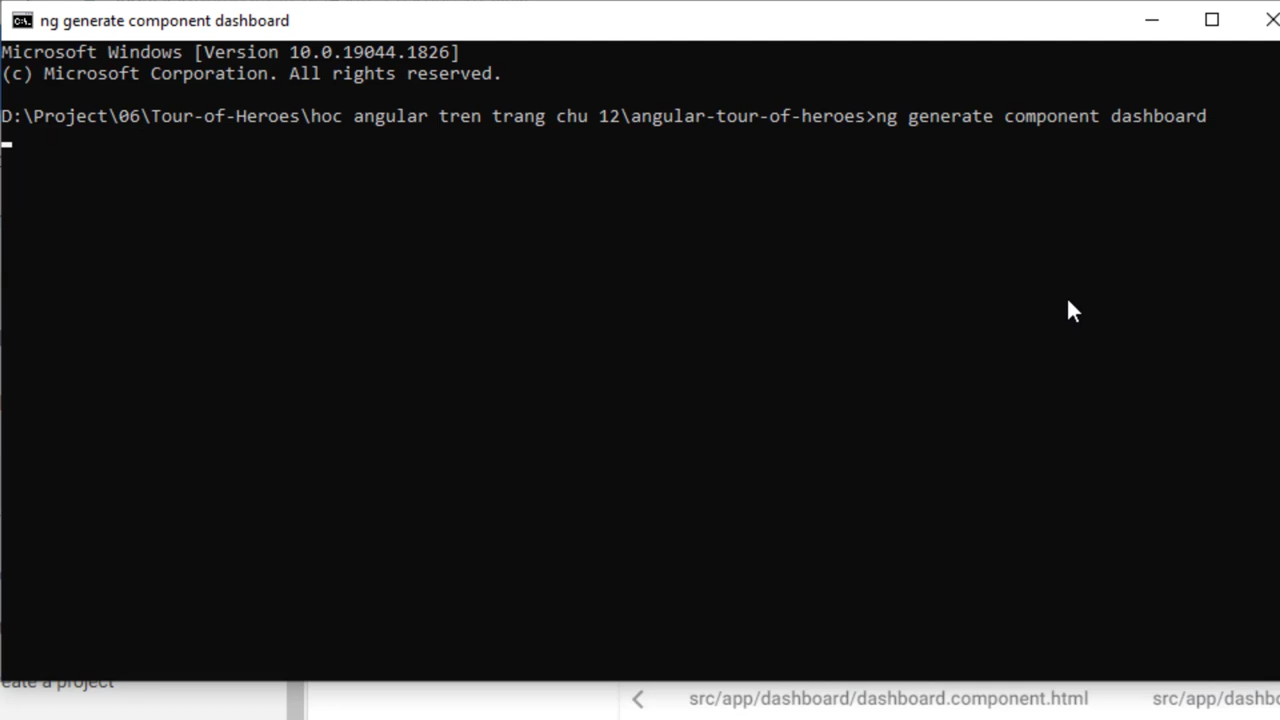 ng generate component dashboard
Microsoft Windows [Version 10.0.19044.1826]
(c) Microsoft Corporation. All rights reserved.
D:\Project\06\Tour-of-Heroes\hoc angular tren trang chu 12\angular-tour-of-heroes>ng generate component dashboard
eate a project
src/app/dashboard/dashboard.component.html
src/app/dashbo